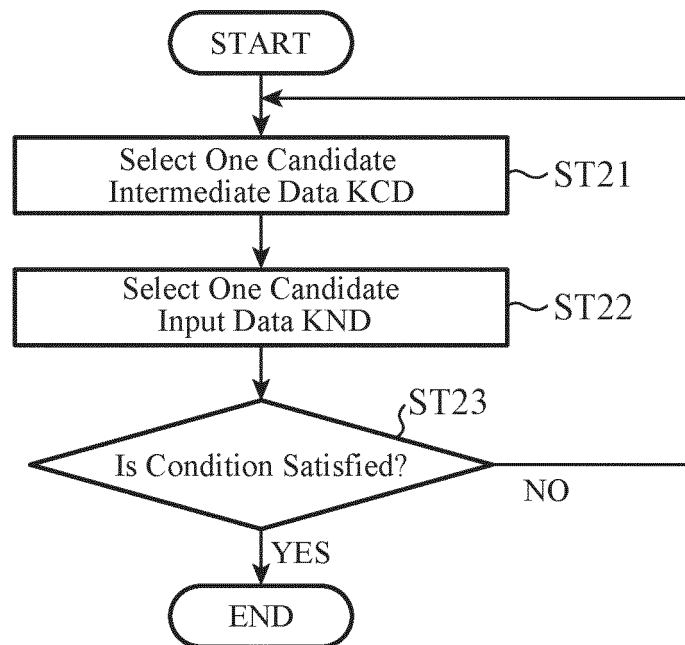 START
Select One Candidate
Intermediate Data KCD
ST21
Select One Candidate
Input Data KND
ST22
ST23
Is Condition Satisfied?
NO
YES
END